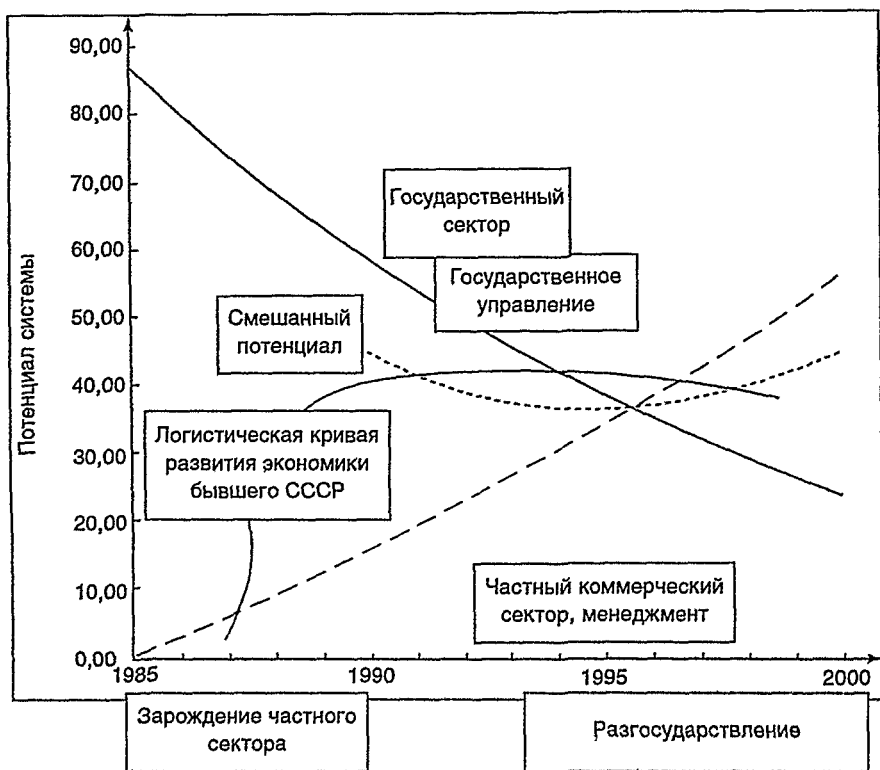 90,00
80,00
70,00
60,00
50,00
40,00
30,00
20,00
10,00
0,00
Потенциал системы
Государственный
сектор
Государственное
управление
Смешанный
потенциал
Логистическая кривая
развития экономики
бывшего СССР
Частный коммерческий
сектор, менеджмент
1985
1990
1995
2000
Зарождение частного
сектора
Разгосударствление